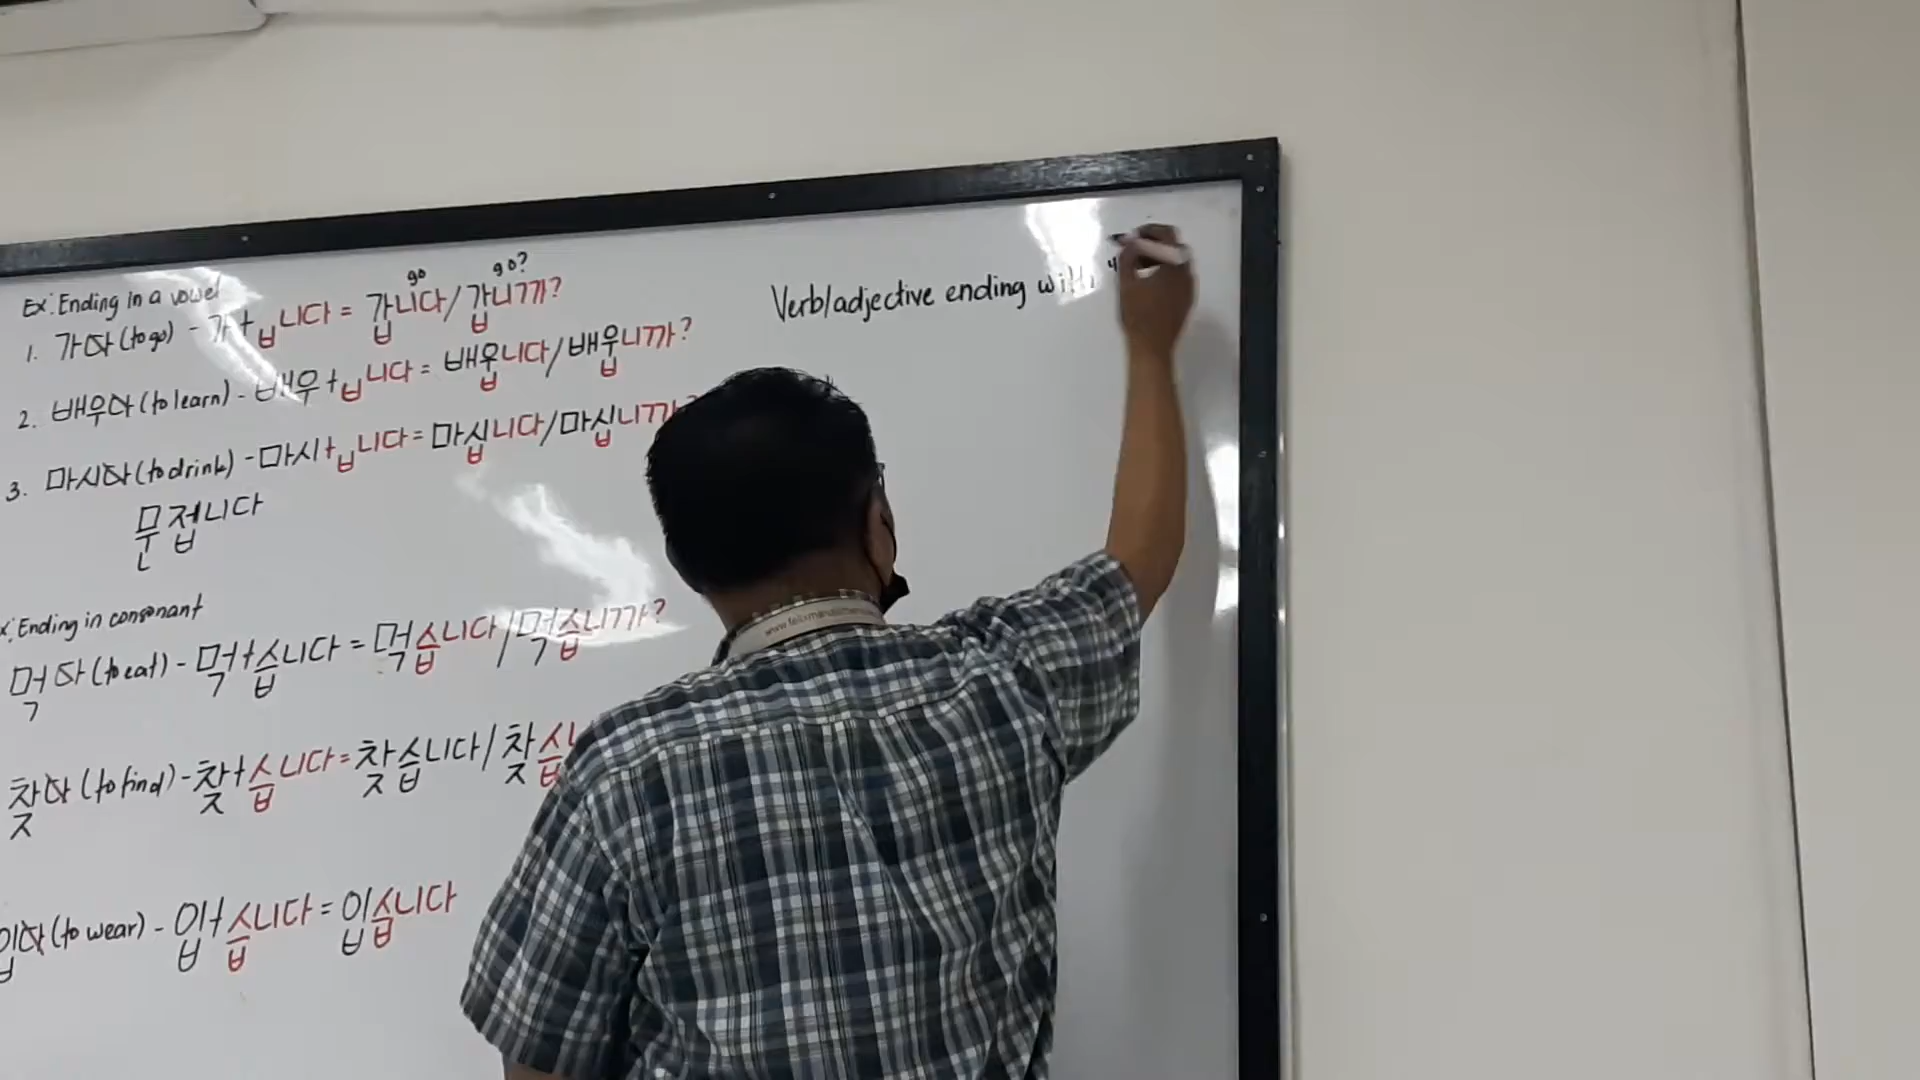 Ex: Ending in a vowel
go go?
1. 가다 (to go) - 가+ㅂ니다 = 갑니다/갑니까?
2. 배우다 (to learn) - 배우+ㅂ니다 = 배웁니다/배웁니까?
3. 마시다 (to drink) - 마시+ㅂ니다 = 마십니다/마십니까?
문접니다
x: Ending in consonant
먹다 (to eat) - 먹+습니다 = 먹습니다/먹습니까?
찾다 (to find) - 찾+습니다 = 찾습니다/찾습
입다 (to wear) - 입+습니다 = 입습니다
Verb/adjective ending with "